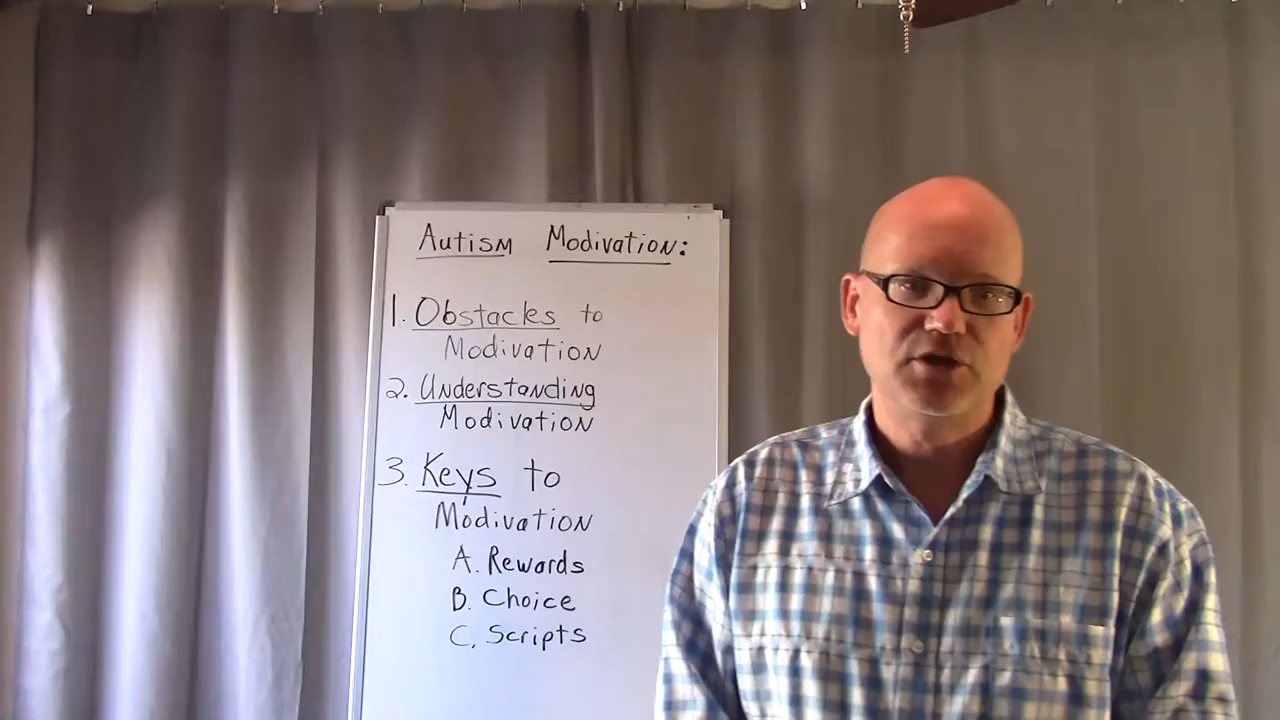 Autism Modivation:
1. Obstacles to
Modivation
2. Understanding
Modivation
3. Keys to
Modivation
A. Rewards
B. Choice
C. Scripts